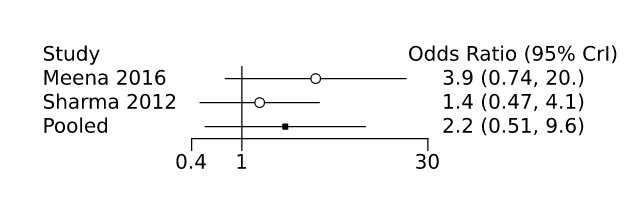 Study Odds Ratio (95% CrI)
Meena 2016 3.9 (0.74, 20.)
Sharma 2012 1.4 (0.47, 4.1)
Pooled 2.2 (0.51, 9.6)
0.4 1 30